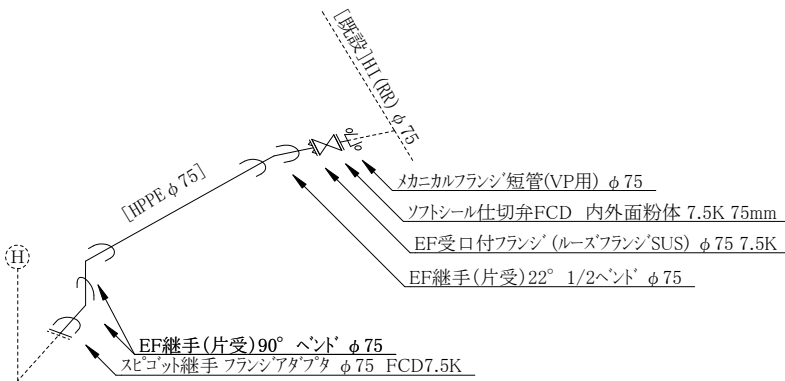 [既設]HI(RR) φ75
[HPPEφ75]
メカニカルフランジ短管(VP用) φ75
ソフトシール仕切弁FCD 内外面粉体 7.5K 75mm
EF受口付フランジ(ルーズフランジSUS) φ75 7.5K
EF継手(片受)22° 1/2ベンド φ75
H
EF継手(片受)90° ベンド φ75
スピゴット継手 フランジアダプタ φ75 FCD7.5K